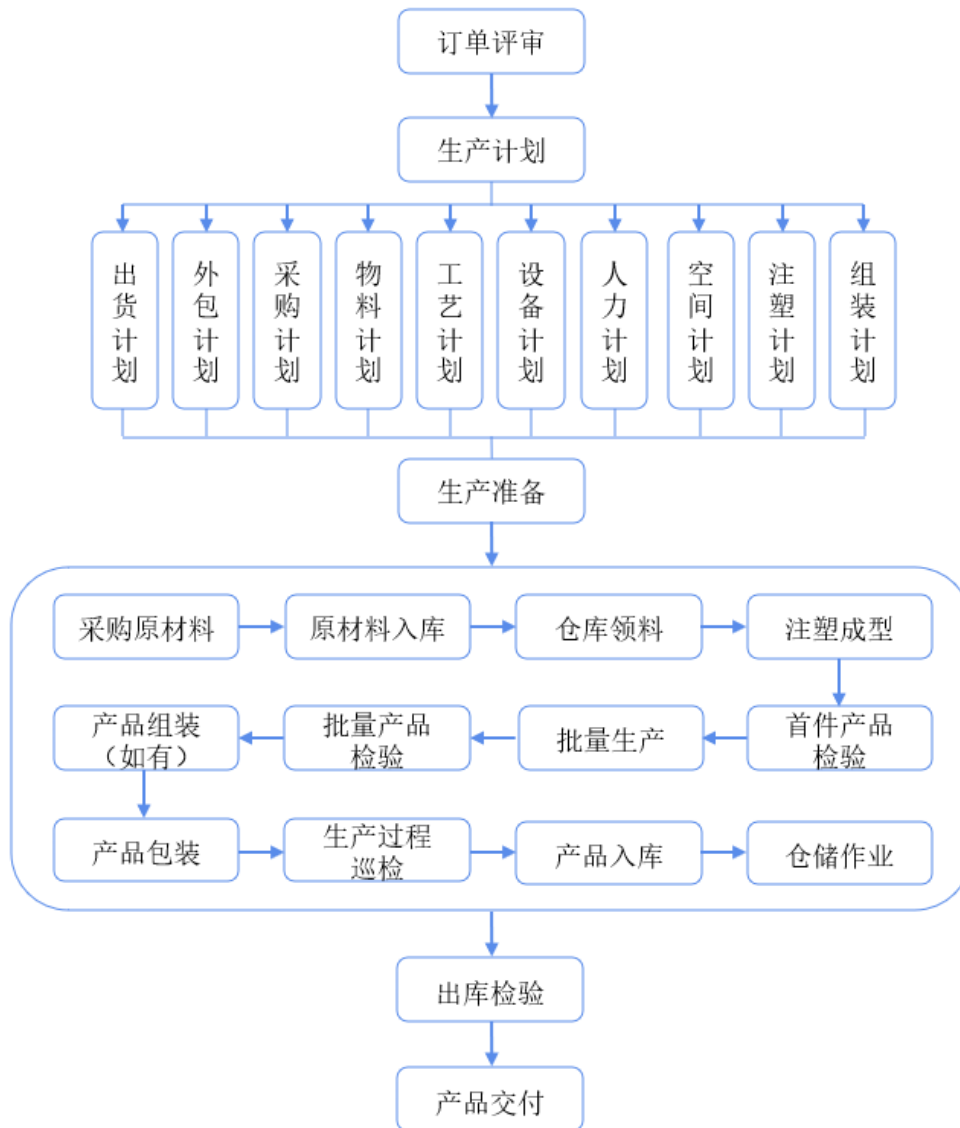 订单评审
生产计划
出货计划
外包计划
采购计划
物料计划
工艺计划
设备计划
人力计划
空间计划
注塑计划
组装计划
生产准备
采购原材料
原材料入库
仓库领料
注塑成型
产品组装
（如有）
批量产品
检验
批量生产
首件产品
检验
产品包装
生产过程
巡检
产品入库
仓储作业
出库检验
产品交付